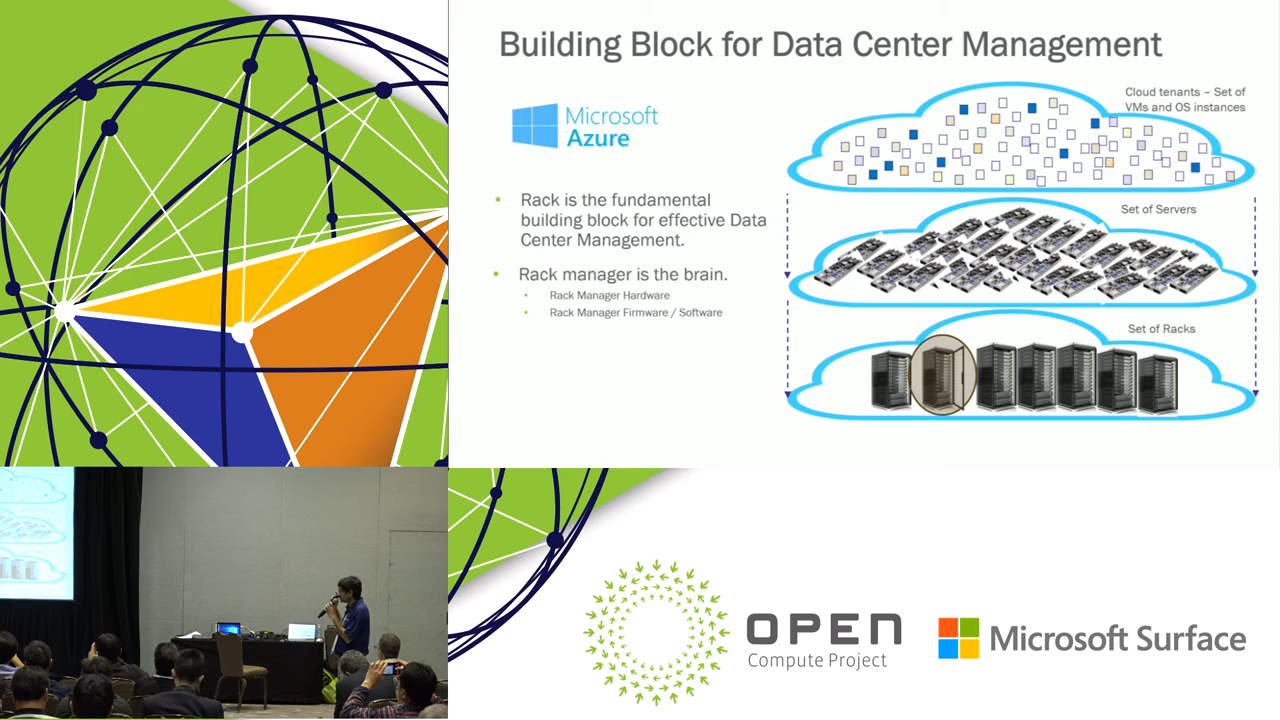 Building Block for Data Center Management
Microsoft
Azure
• Rack is the fundamental
building block for effective Data
Center Management.
• Rack manager is the brain.
• Rack Manager Hardware
• Rack Manager Firmware / Software
Cloud tenants – Set of
VMs and OS instances
Set of Servers
Set of Racks
OPEN
Compute Project
Microsoft Surface